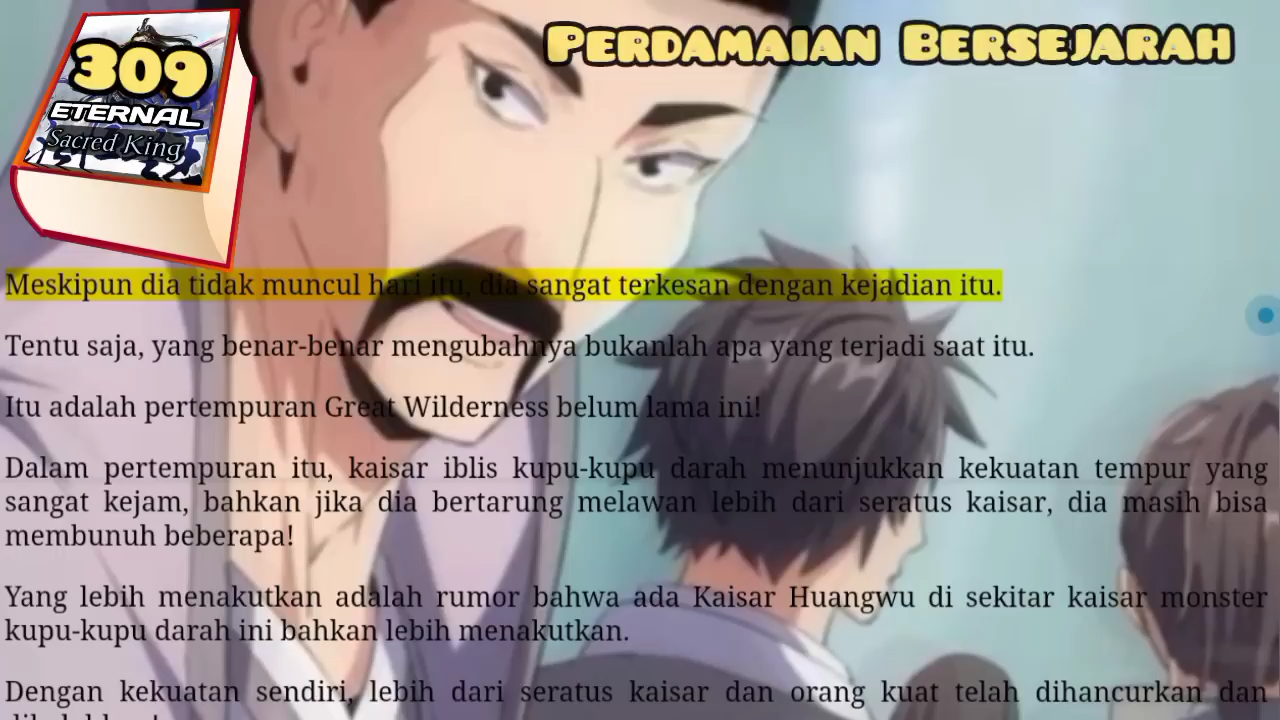 309
ETERNAL
Sacred King
PERDAMAIAN BERSEJARAH
Meskipun dia tidak muncul hari itu, dia sangat terkesan dengan kejadian itu.
Tentu saja, yang benar-benar mengubahnya bukanlah apa yang terjadi saat itu.
Itu adalah pertempuran Great Wilderness belum lama ini!
Dalam pertempuran itu, kaisar iblis kupu-kupu darah menunjukkan kekuatan tempur yang
sangat kejam, bahkan jika dia bertarung melawan lebih dari seratus kaisar, dia masih bisa
membunuh beberapa!
Yang lebih menakutkan adalah rumor bahwa ada Kaisar Huangwu di sekitar kaisar monster
kupu-kupu darah ini bahkan lebih menakutkan.
Dengan kekuatan sendiri, lebih dari seratus kaisar dan orang kuat telah dihancurkan dan